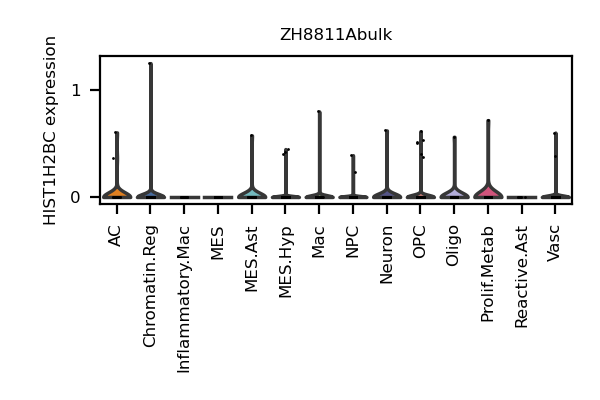 ZH8811Abulk
HIST1H2BC expression
1
0
AC
Chromatin.Reg
Inflammatory.Mac
MES
MES.Ast
MES.Hyp
Mac
NPC
Neuron
OPC
Oligo
Prolif.Metab
Reactive.Ast
Vasc